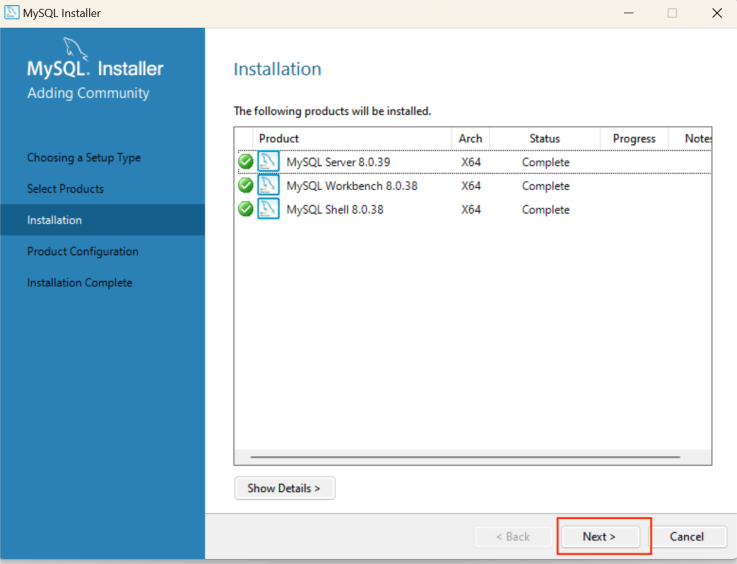 MySQL Installer
MySQL. Installer
Adding Community
Choosing a Setup Type
Select Products
Installation
Product Configuration
Installation Complete
Installation
The following products will be installed.
Product Arch Status Progress Notes
MySQL Server 8.0.39 X64 Complete
MySQL Workbench 8.0.38 X64 Complete
MySQL Shell 8.0.38 X64 Complete
Show Details >
< Back Next > Cancel